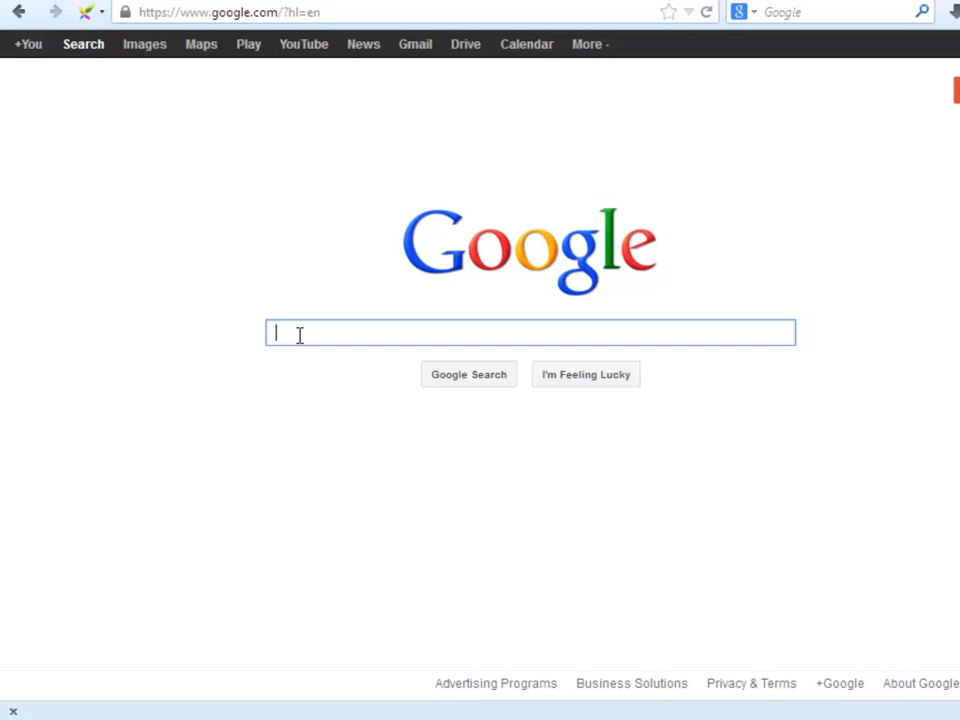 https://www.google.com/?hl=en
Google
+You Search Images Maps Play YouTube News Gmail Drive Calendar More
Google
Google Search I'm Feeling Lucky
Advertising Programs Business Solutions Privacy & Terms +Google About Google